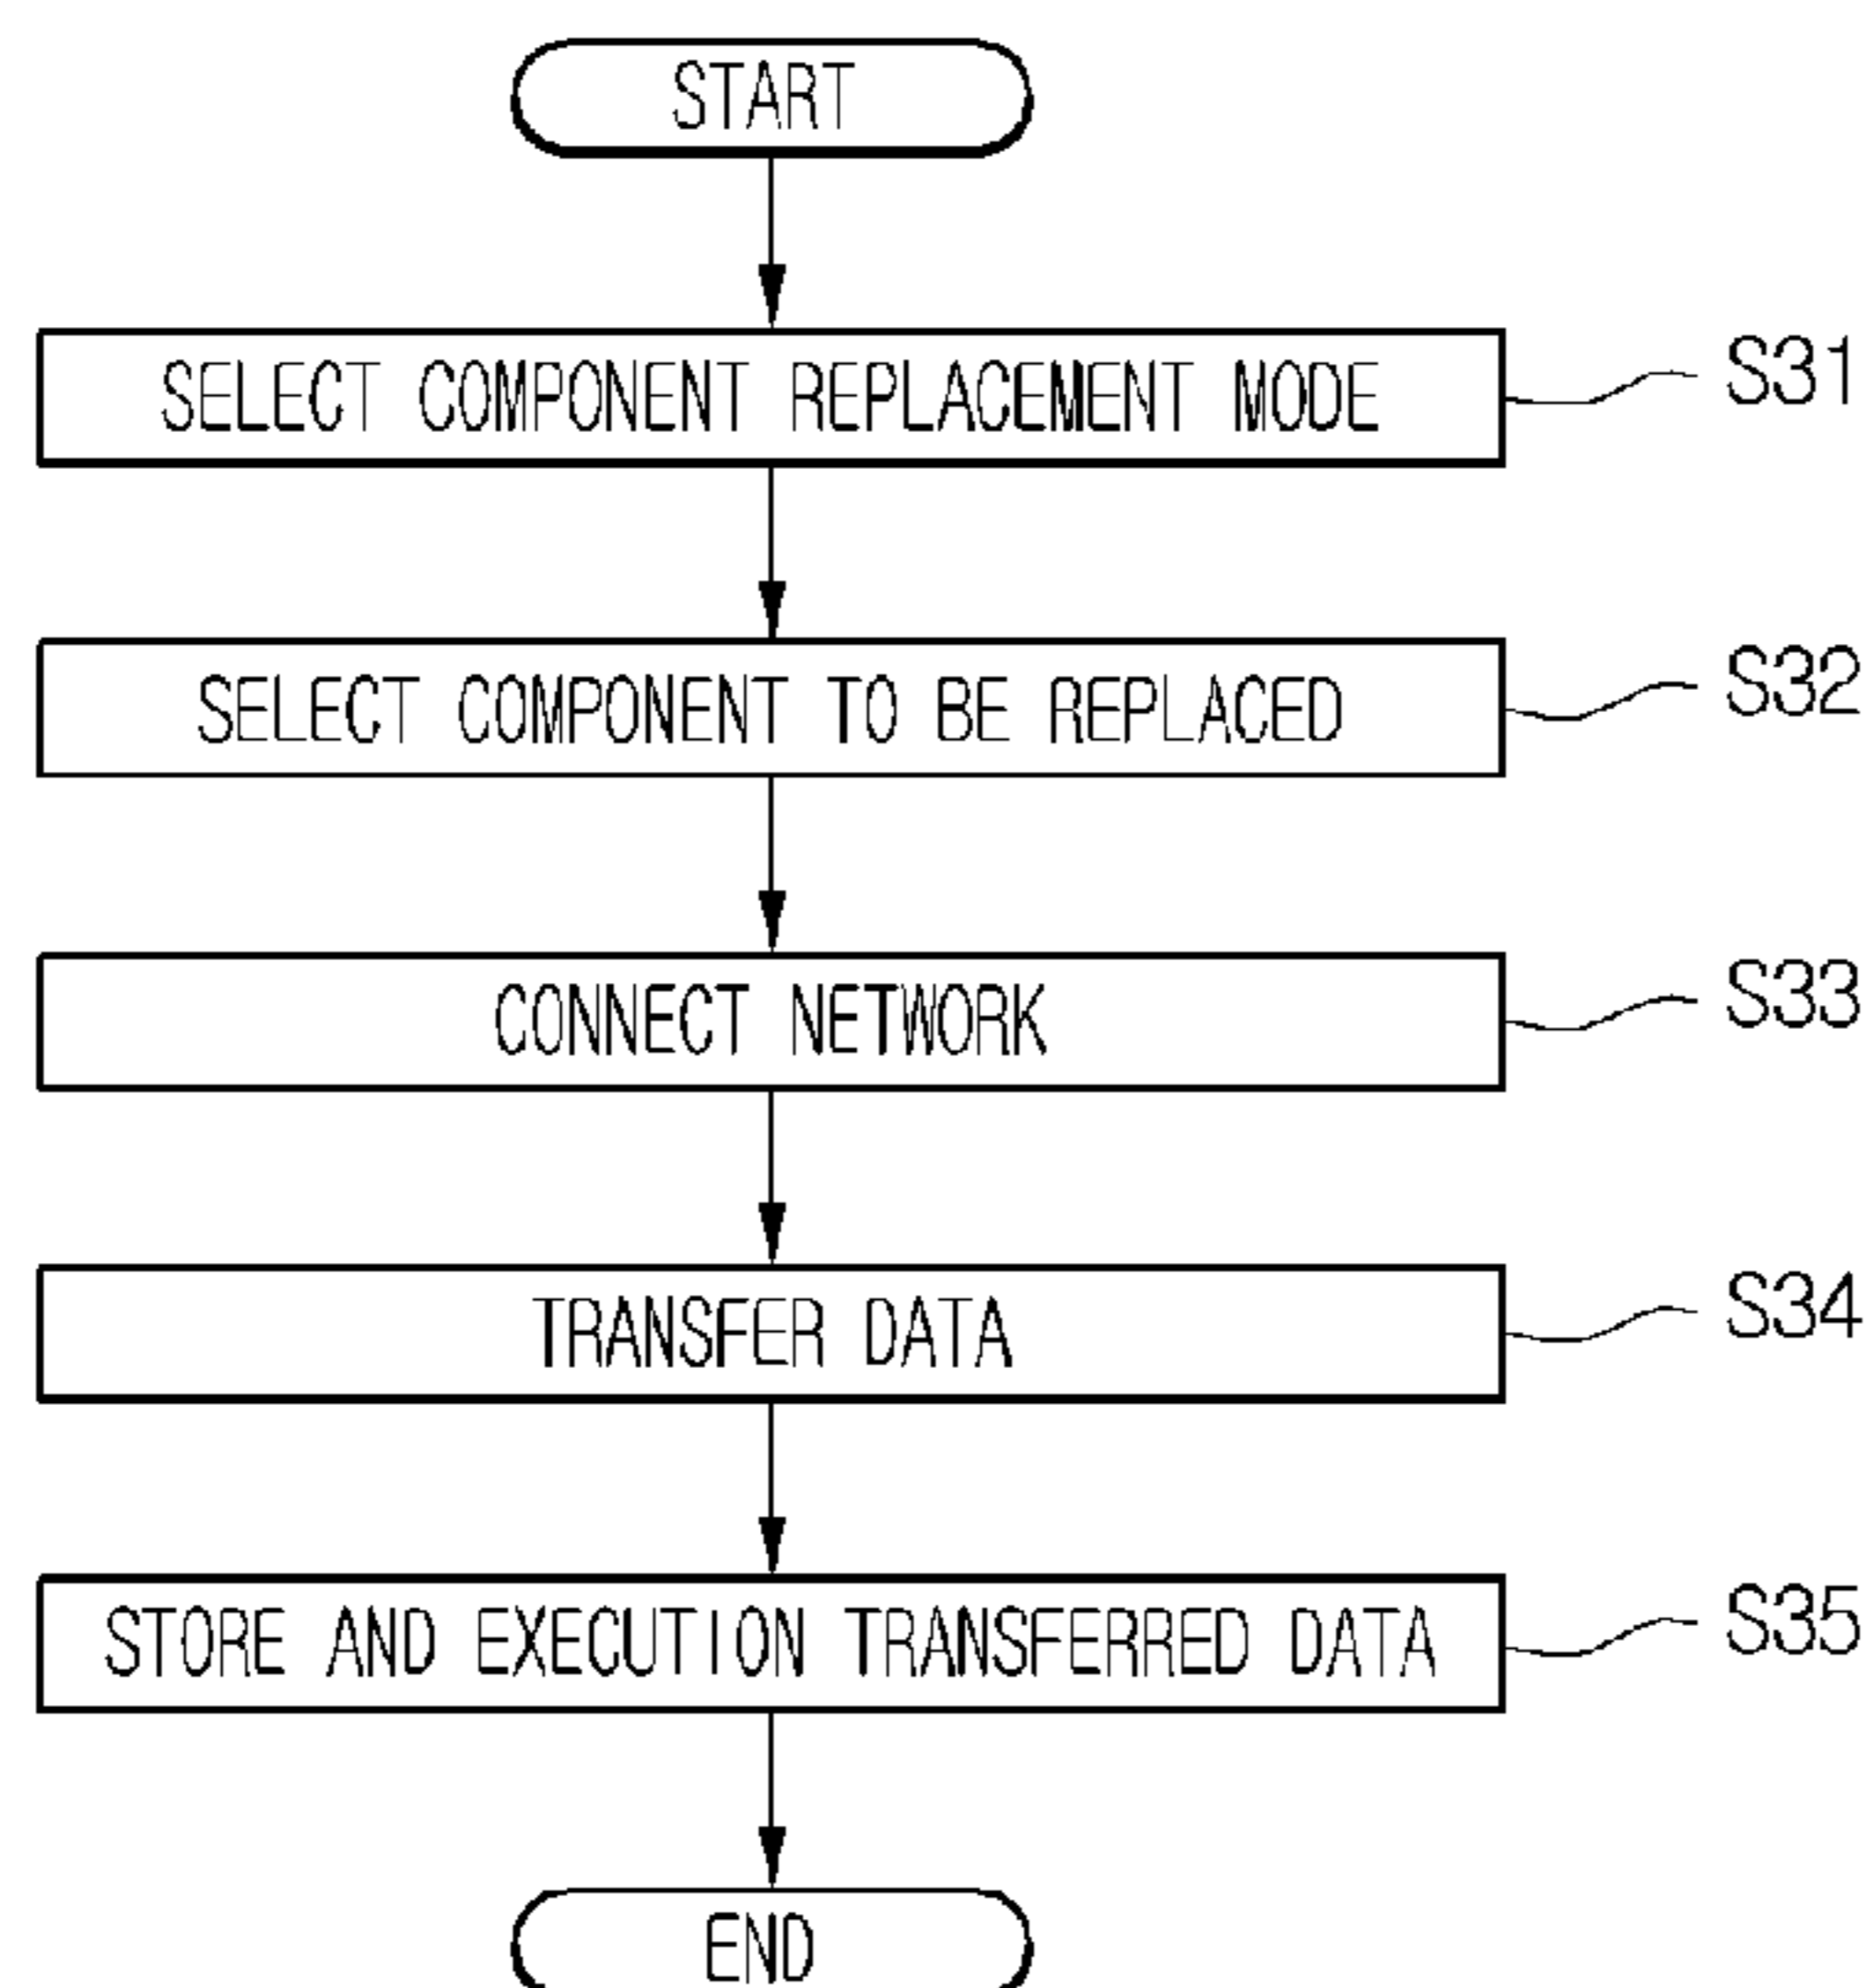 START
SELECT COMPONENT REPLACEMENT MODE
S31
SELECT COMPONENT TO BE REPLACED
S32
CONNECT NETWORK
S33
TRANSFER DATA
S34
STORE AND EXECUTION TRANSFERRED DATA
S35
END